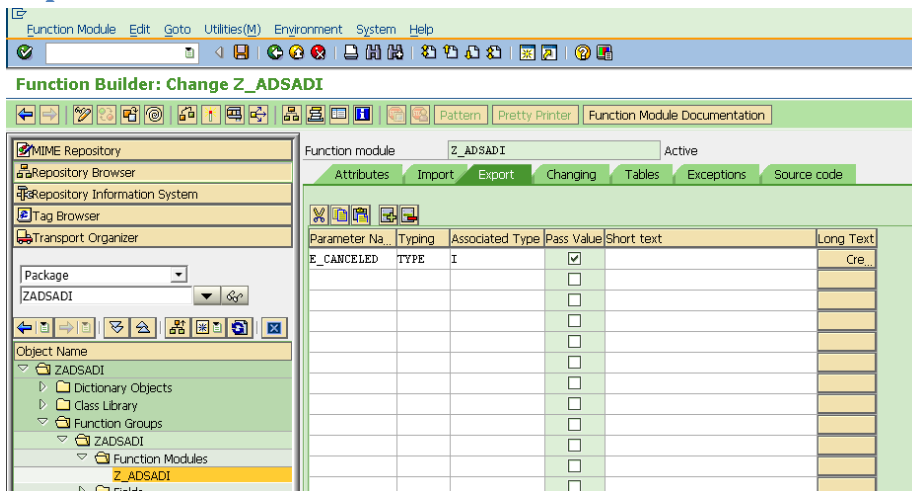 Function Module Edit Goto Utilities(M) Environment System Help
Function Builder: Change Z_ADSADI
Pattern Pretty Printer Function Module Documentation
MIME Repository
Repository Browser
Repository Information System
Tag Browser
Transport Organizer
Package
ZADSADI
Object Name
ZADSADI
Dictionary Objects
Class Library
Function Groups
ZADSADI
Function Modules
Z_ADSADI
Fields
Function module Z_ADSADI Active
Attributes Import Export Changing Tables Exceptions Source code
Parameter Na... Typing Associated Type Pass Value Short text Long Text
E_CANCELED TYPE I Cre...